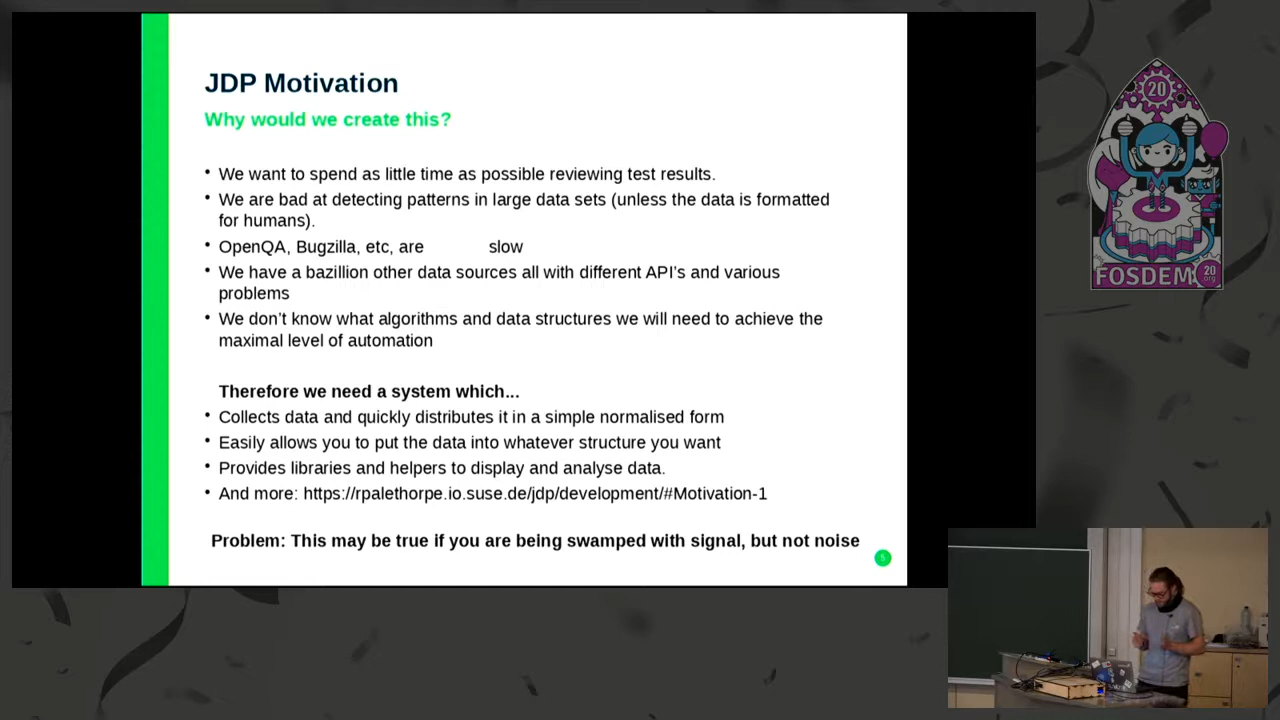 JDP Motivation
Why would we create this?
• We want to spend as little time as possible reviewing test results.
• We are bad at detecting patterns in large data sets (unless the data is formatted
for humans).
• OpenQA, Bugzilla, etc, are slow
• We have a bazillion other data sources all with different API's and various
problems
• We don't know what algorithms and data structures we will need to achieve the
maximal level of automation
Therefore we need a system which...
• Collects data and quickly distributes it in a simple normalised form
• Easily allows you to put the data into whatever structure you want
• Provides libraries and helpers to display and analyse data.
• And more: https://rpalethorpe.io.suse.de/jdp/development/#Motivation-1
Problem: This may be true if you are being swamped with signal, but not noise
5
20
FOSDEM
20
.org